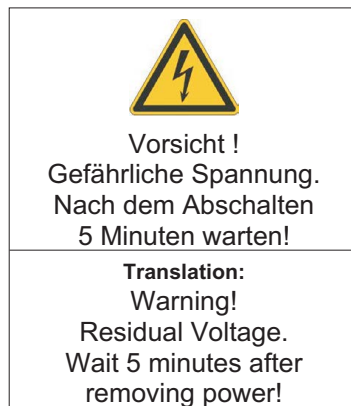 Vorsicht !
Gefährliche Spannung.
Nach dem Abschalten
5 Minuten warten!
Translation:
Warning!
Residual Voltage.
Wait 5 minutes after
removing power!